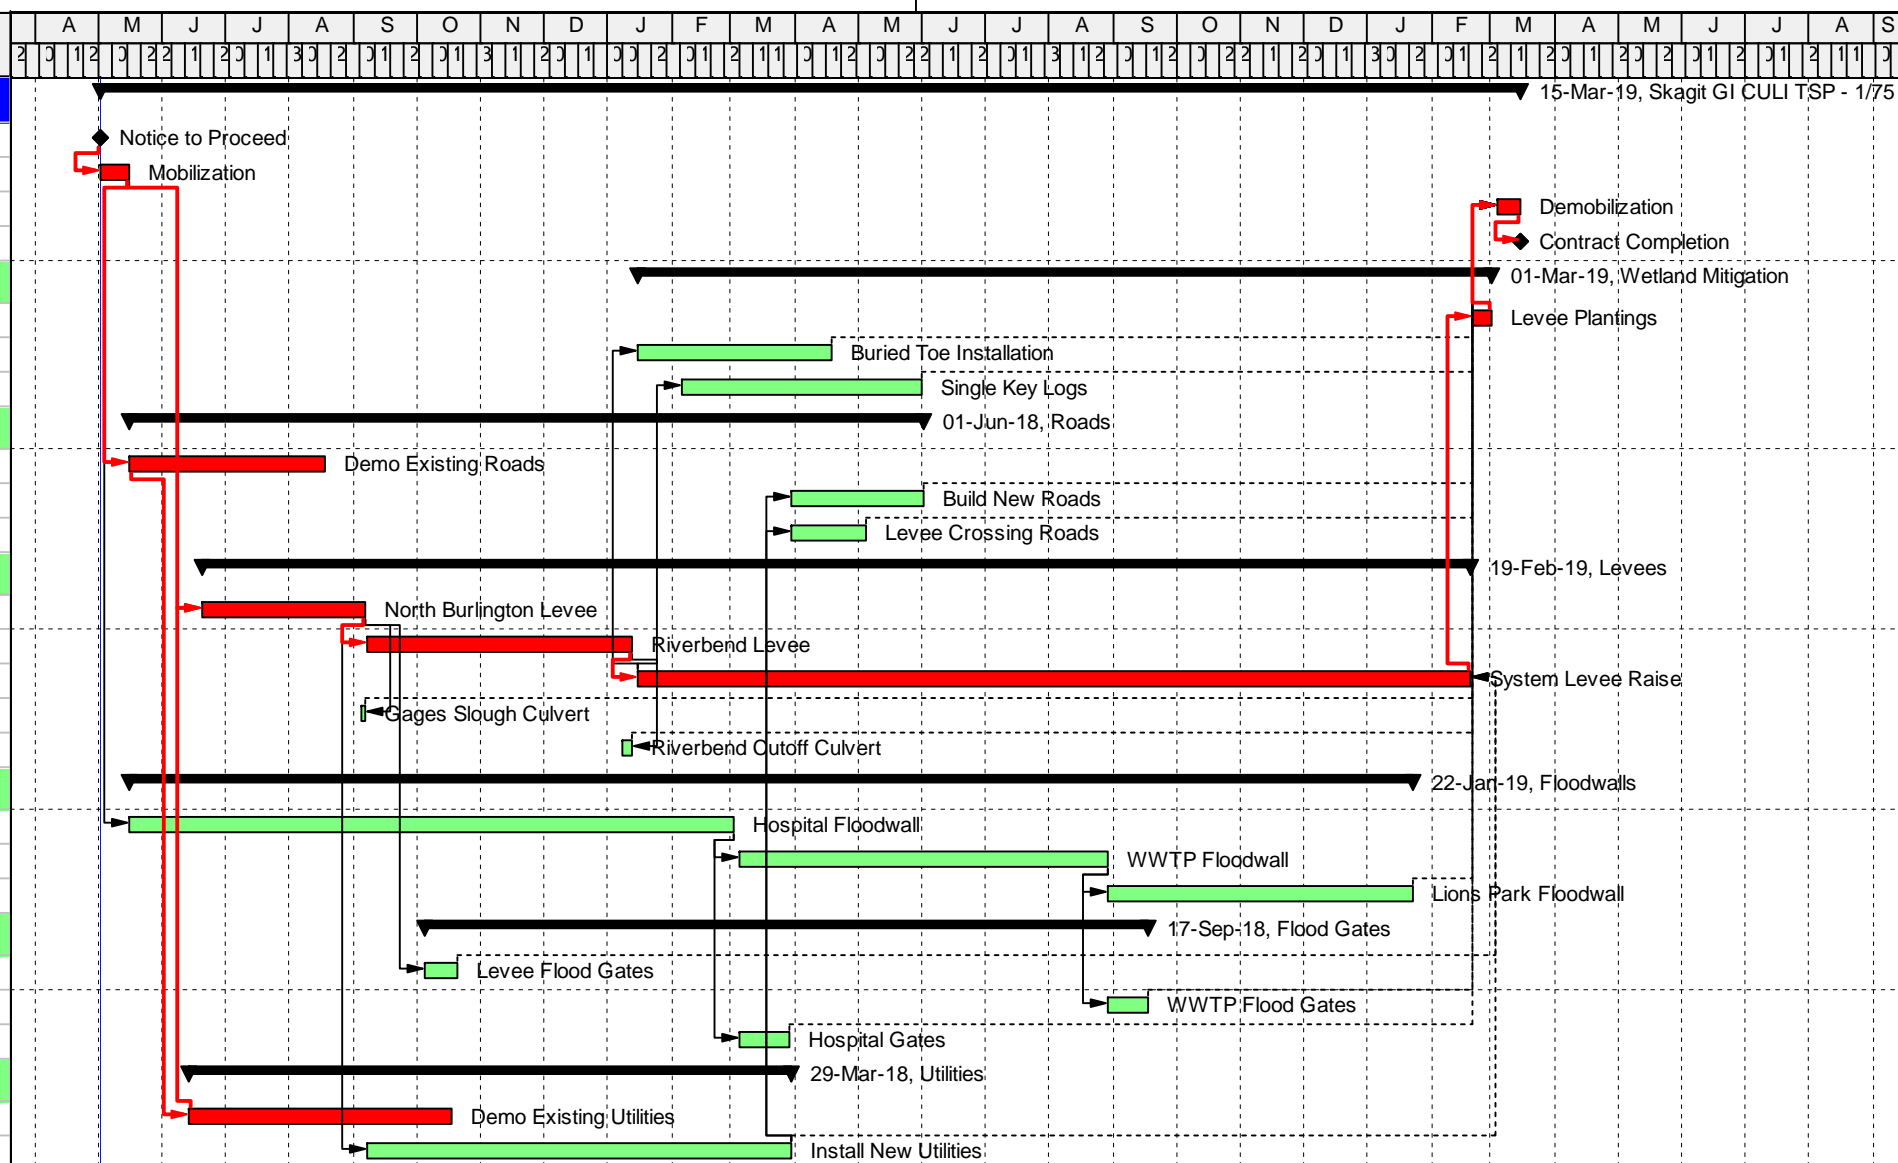 A M J J A S O N D J F M A M J J A S O N D J F M A M J J A S
15-Mar-19, Skagit GI CULI TSP - 1/75
Notice to Proceed
Mobilization
Demobilization
Contract Completion
01-Mar-19, Wetland Mitigation
Levee Plantings
Buried Toe Installation
Single Key Logs
01-Jun-18, Roads
Demo Existing Roads
Build New Roads
Levee Crossing Roads
19-Feb-19, Levees
North Burlington Levee
Riverbend Levee
System Levee Raise
Gages Slough Culvert
Riverbend Cutoff Culvert
22-Jan-19, Floodwalls
Hospital Floodwall
WWTP Floodwall
Lions Park Floodwall
17-Sep-18, Flood Gates
Levee Flood Gates
WWTP Flood Gates
Hospital Gates
29-Mar-18, Utilities
Demo Existing Utilities
Install New Utilities